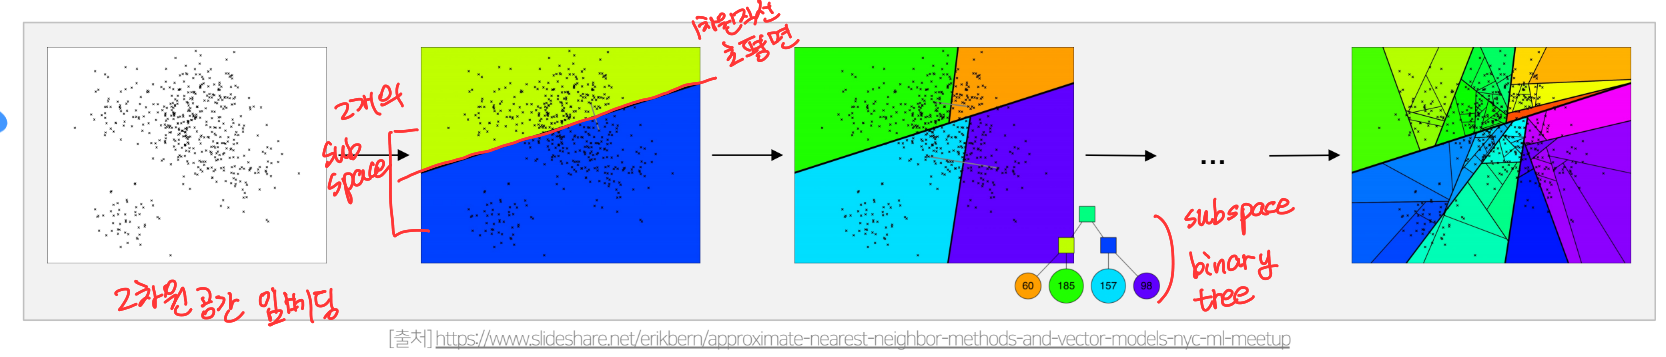 1차원 직선
초평면
2개의
sub
space
...
60 185 157 98
subspace
binary
tree
2차원 공간 임베딩
[출처] https://www.slideshare.net/erikbern/approximate-nearest-neighbor-methods-and-vector-models-nyc-ml-meetup